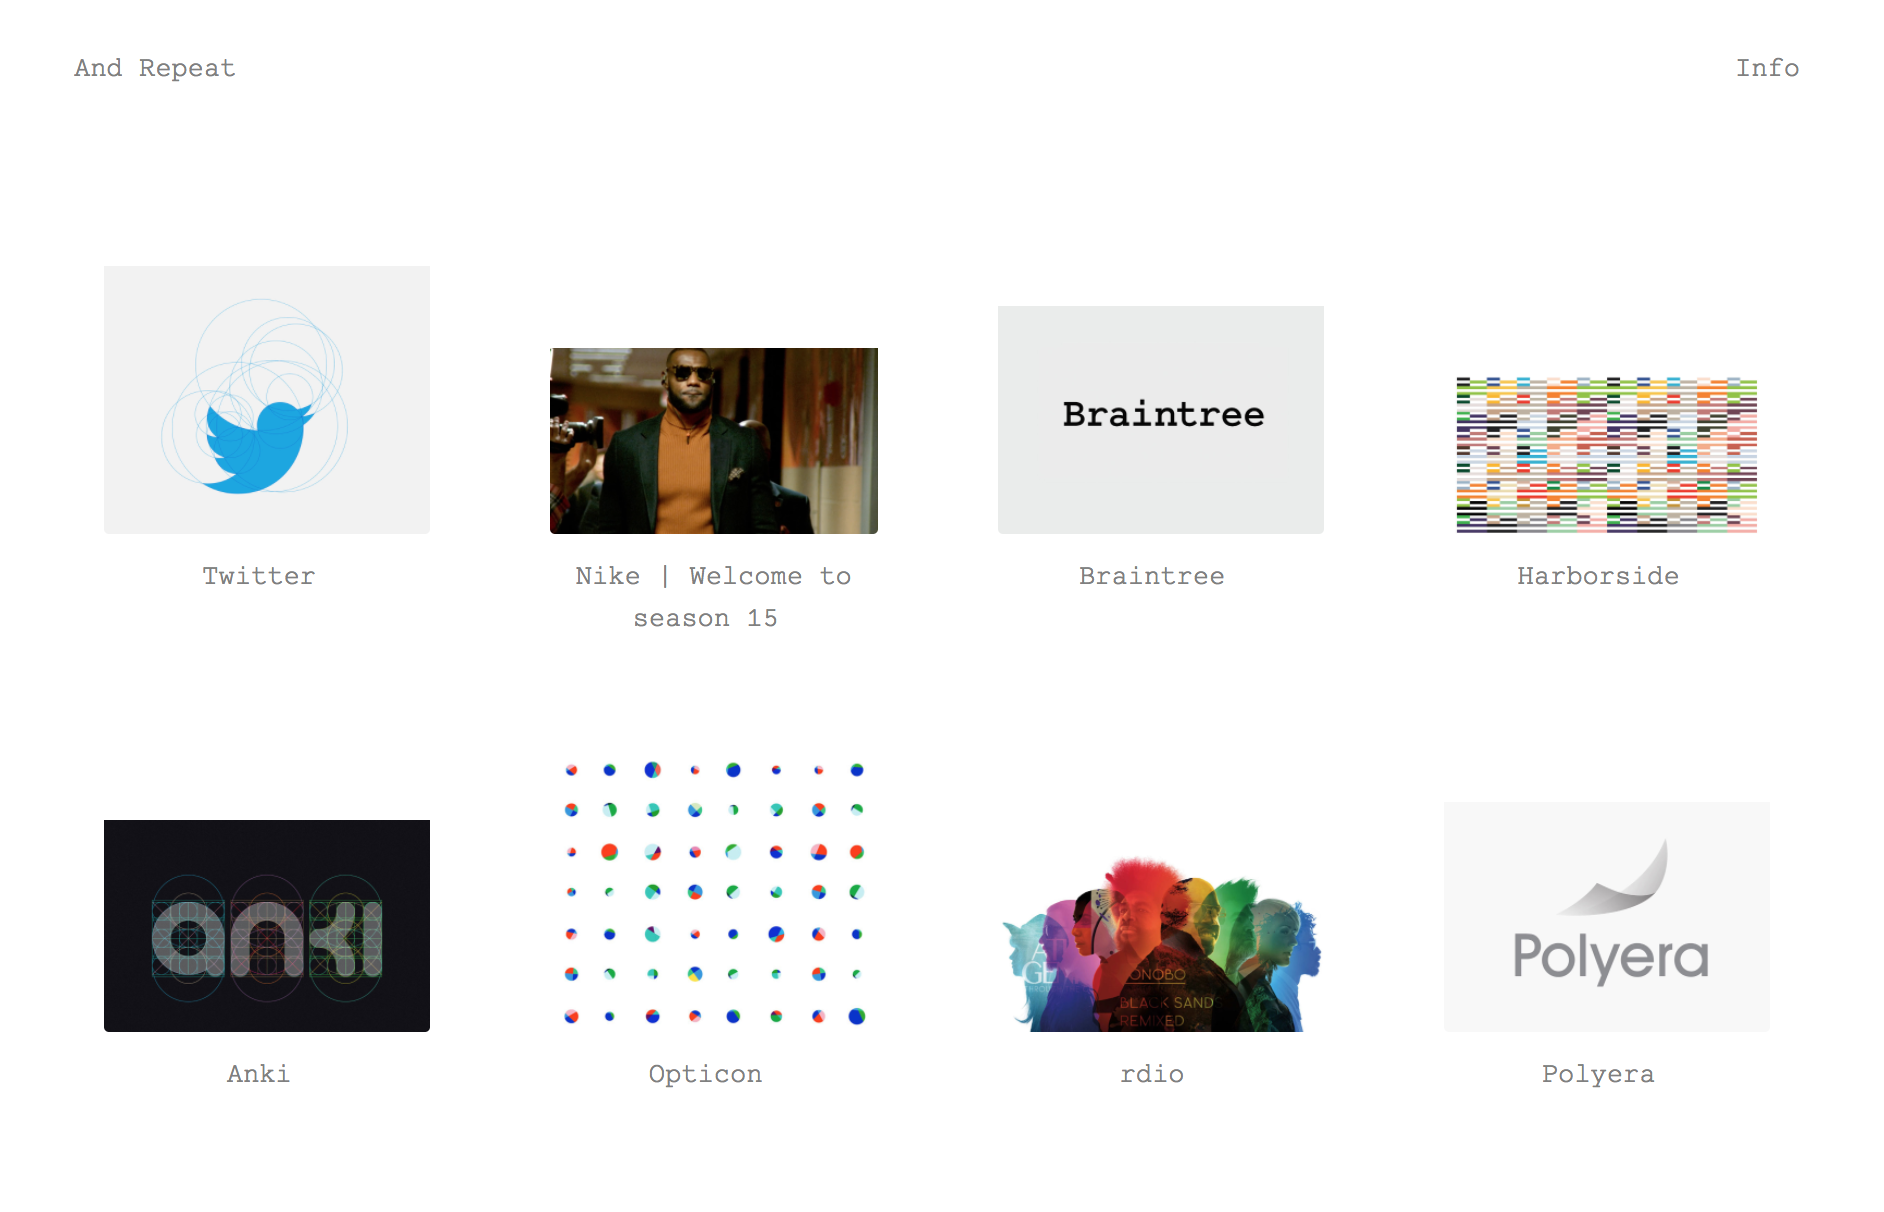 And Repeat
Info
Braintree
Twitter
Nike | Welcome to
season 15
Braintree
Harborside
anki
ONOBO
BLACK SAND
REMIXED
Polyera
Anki
Opticon
rdio
Polyera